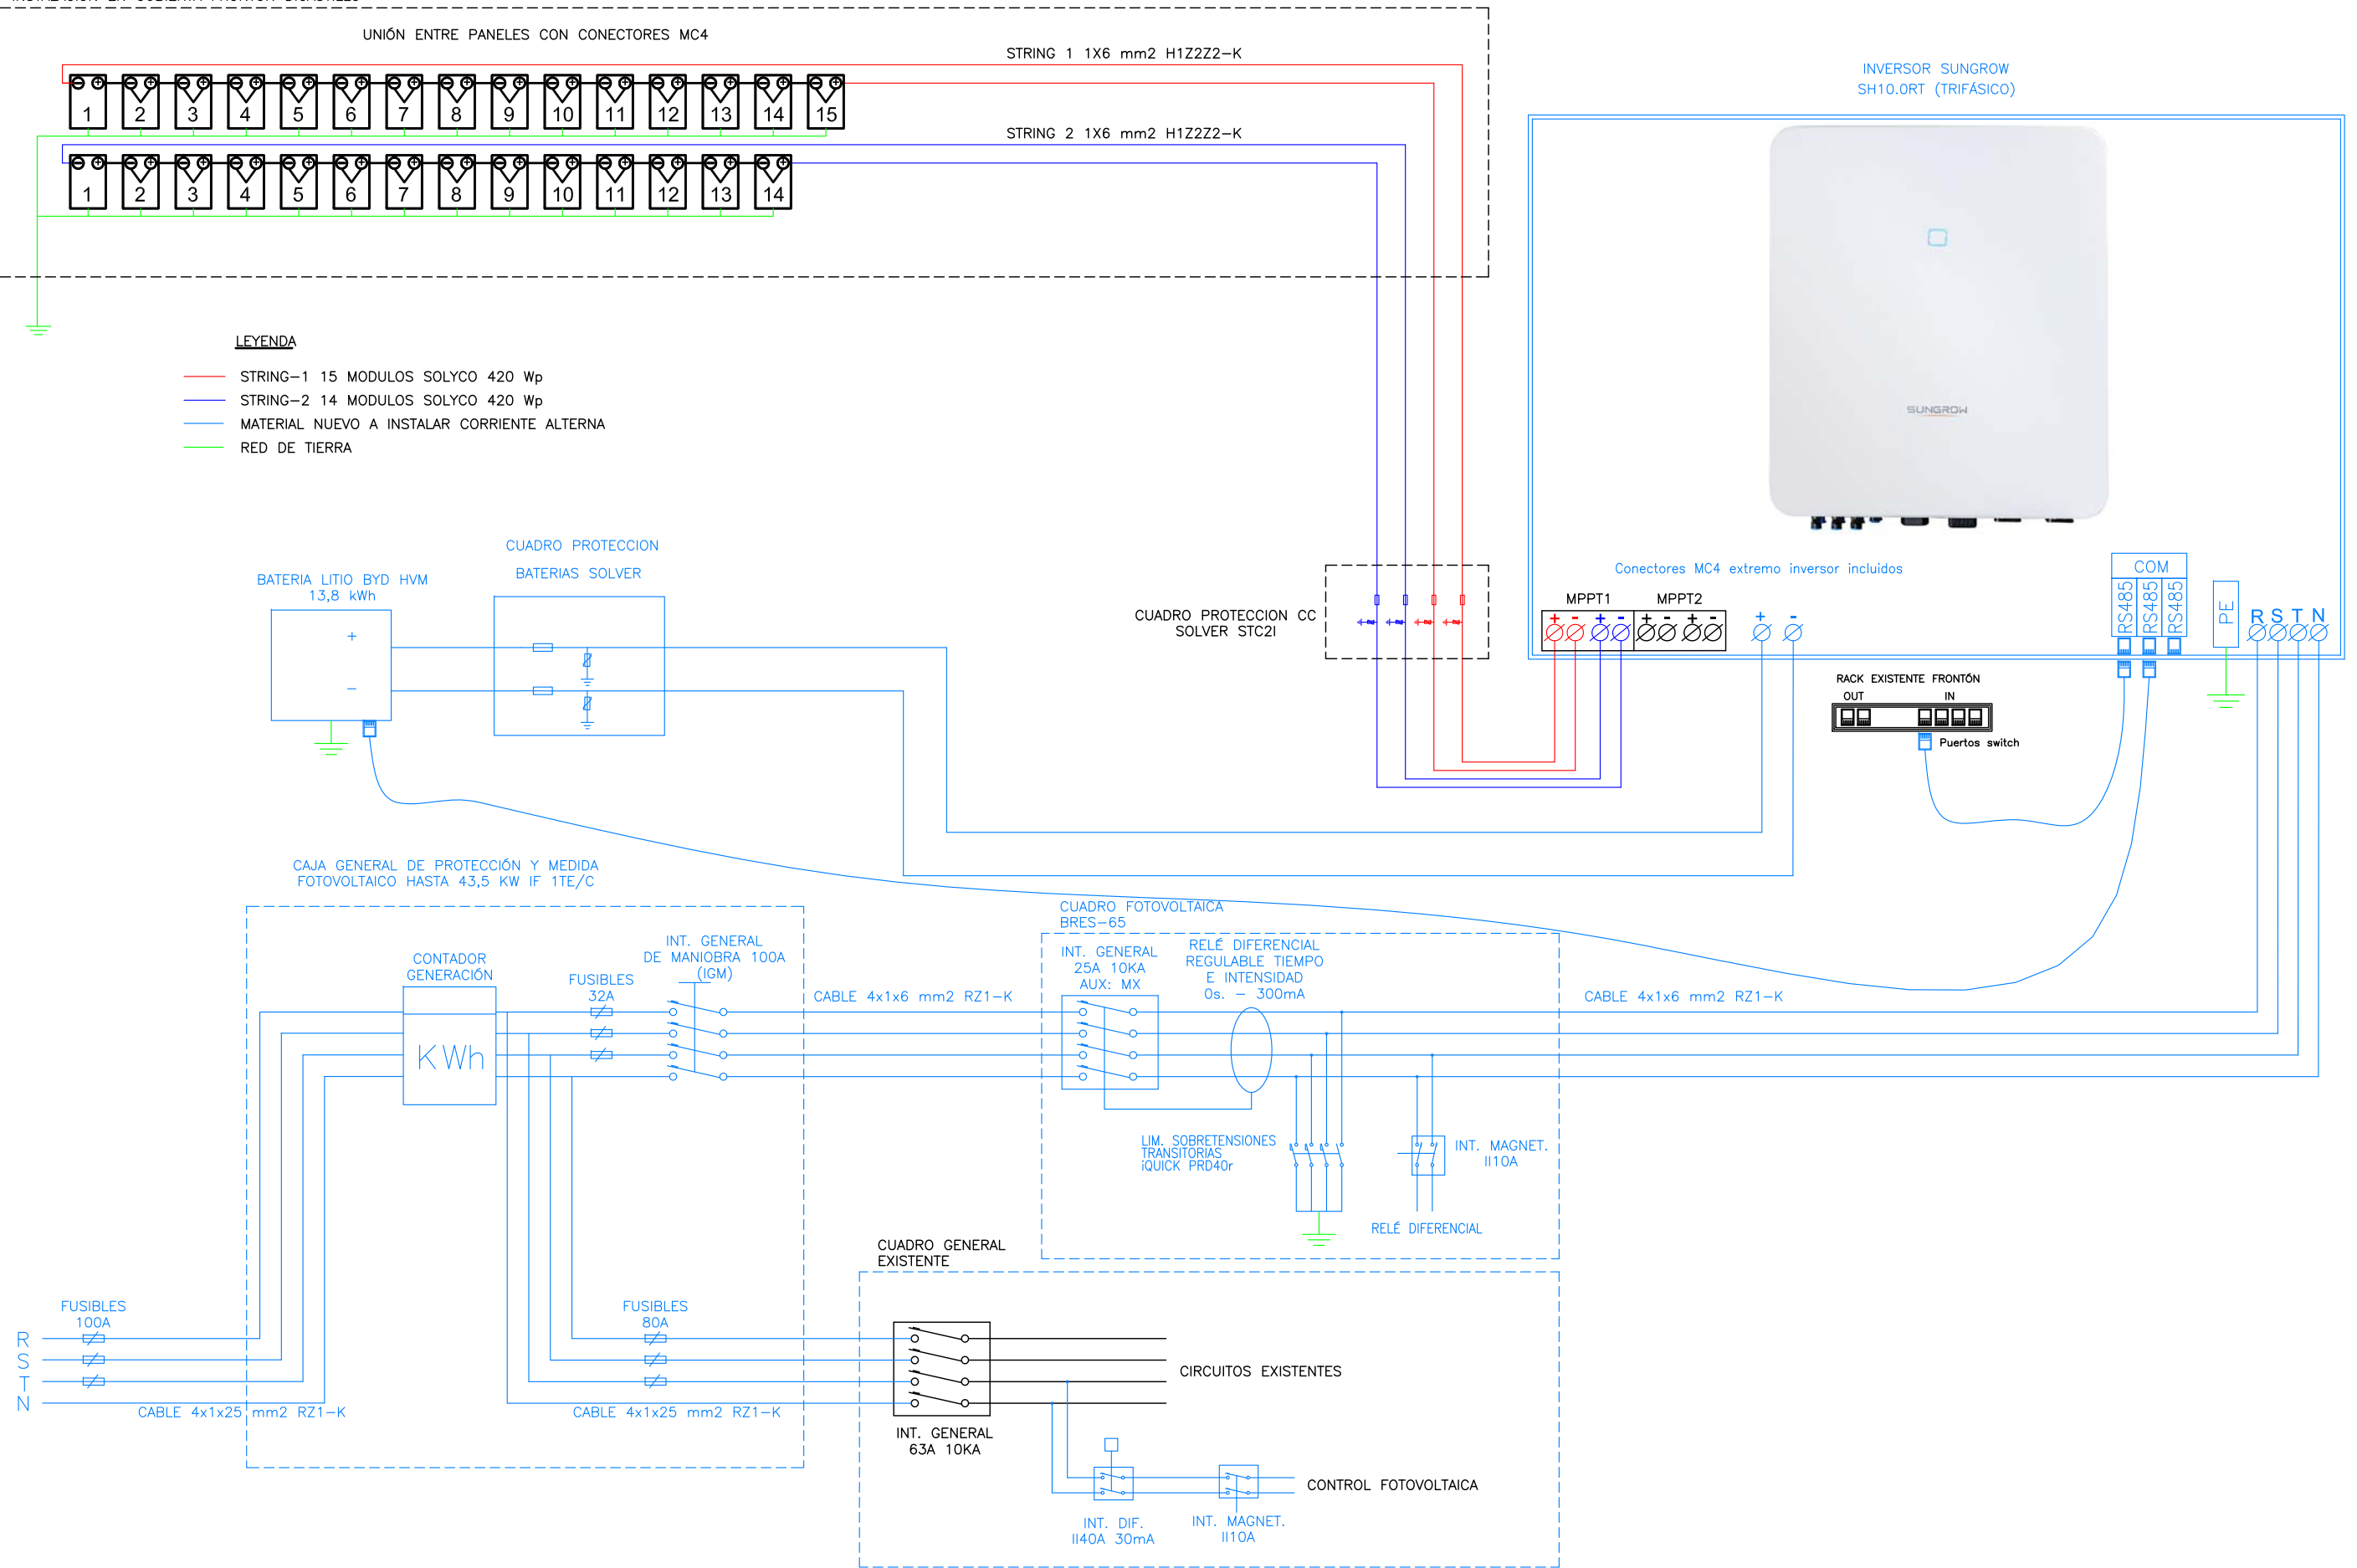 UNIÓN ENTRE PANELES CON CONECTORES MC4
STRING 1 1X6 mm2 H1Z2Z2-K
1 2 3 4 5 6 7 8 9 10 11 12 13 14 15
STRING 2 1X6 mm2 H1Z2Z2-K
1 2 3 4 5 6 7 8 9 10 11 12 13 14
LEYENDA
STRING-1 15 MODULOS SOLYCO 420 Wp
STRING-2 14 MODULOS SOLYCO 420 Wp
MATERIAL NUEVO A INSTALAR CORRIENTE ALTERNA
RED DE TIERRA
INVERSOR SUNGROW
SH10.0RT (TRIFÁSICO)
SUNGROW
Conectores MC4 extremo inversor incluidos
MPPT1 MPPT2
+ - + - + - + - + -
COM
RS485 RS485 RS485
PE
R S T N
RACK EXISTENTE FRONTÓN
OUT IN
Puertos switch
CUADRO PROTECCION CC
SOLVER STC2I
CUADRO PROTECCION
BATERIAS SOLVER
BATERIA LITIO BYD HVM
13,8 kWh
+
-
CAJA GENERAL DE PROTECCIÓN Y MEDIDA
FOTOVOLTAICO HASTA 43,5 KW IF 1TE/C
CONTADOR
GENERACIÓN
KWh
FUSIBLES
32A
INT. GENERAL
DE MANIOBRA 100A
(IGM)
CABLE 4x1x6 mm2 RZ1-K
CUADRO FOTOVOLTAICA
BRES-65
INT. GENERAL
25A 10KA
AUX: MX
RELÉ DIFERENCIAL
REGULABLE TIEMPO
E INTENSIDAD
0s. - 300mA
CABLE 4x1x6 mm2 RZ1-K
LIM. SOBRETENSIONES
TRANSITORIAS
iQUICK PRD40r
INT. MAGNET.
II10A
RELÉ DIFERENCIAL
CUADRO GENERAL
EXISTENTE
FUSIBLES
100A
R
S
T
N
CABLE 4x1x25 mm2 RZ1-K
FUSIBLES
80A
CABLE 4x1x25 mm2 RZ1-K
INT. GENERAL
63A 10KA
CIRCUITOS EXISTENTES
CONTROL FOTOVOLTAICA
INT. DIF.
II40A 30mA
INT. MAGNET.
II10A